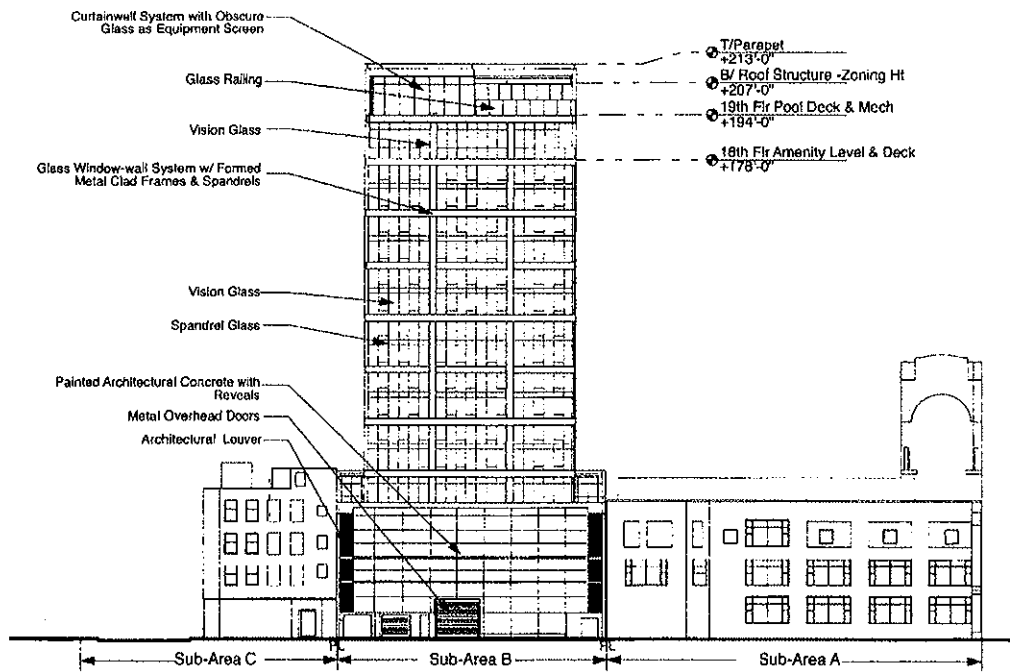 Curtainwall System with Obscure
Glass as Equipment Screen
Glass Railing
Vision Glass
Glass Window-wall System w/ Formed
Metal Clad Frames & Spandrels
Vision Glass
Spandrel Glass
Painted Architectural Concrete with
Reveals
Metal Overhead Doors
Architectural Louver
T/Parapet
+213'-0"
B/ Roof Structure -Zoning Ht
+207'-0"
19th Flr Pool Deck & Mech
+194'-0"
18th Flr Amenity Level & Deck
+178'-0"
PL
PL
Sub-Area C
Sub-Area B
Sub-Area A